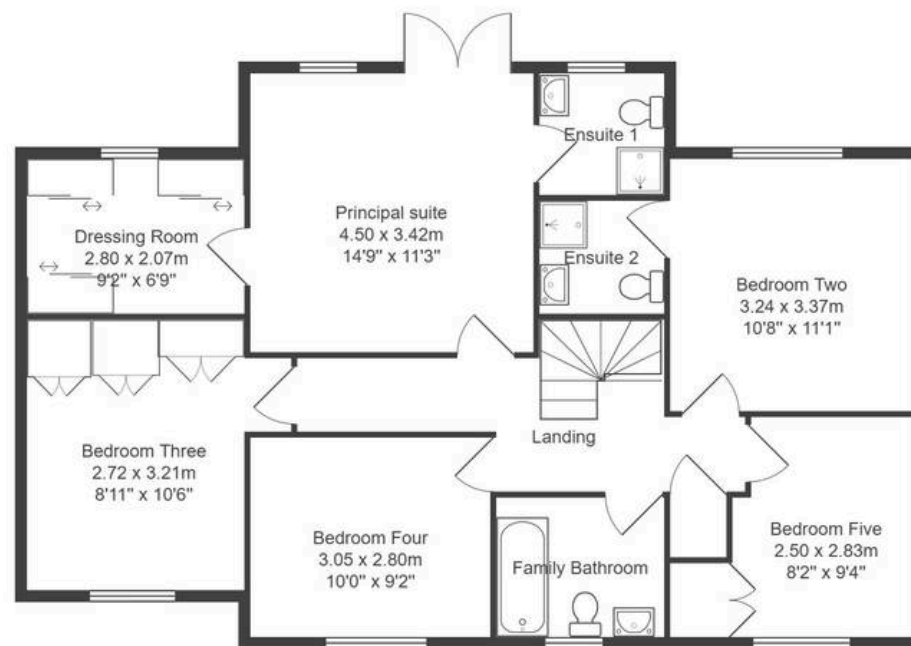 Ensuite 1
Principal suite
4.50 x 3.42m
14'9" x 11'3"
Dressing Room
2.80 x 2.07m
9'2" x 6'9"
Ensuite 2
Bedroom Two
3.24 x 3.37m
10'8" x 11'1"
Landing
Bedroom Three
2.72 x 3.21m
8'11" x 10'6"
Bedroom Four
3.05 x 2.80m
10'0" x 9'2"
Family Bathroom
Bedroom Five
2.50 x 2.83m
8'2" x 9'4"